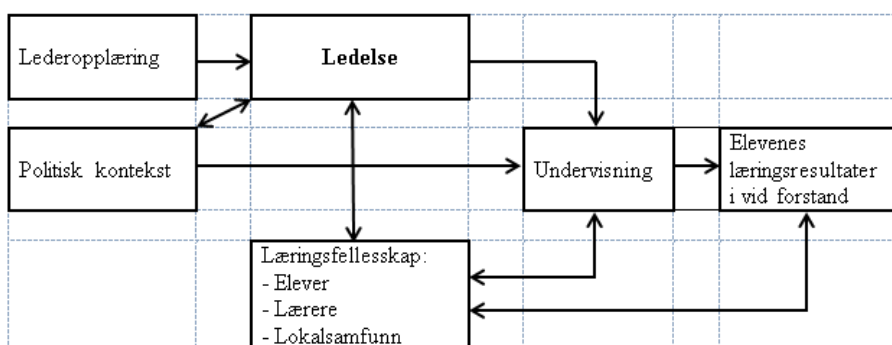 Lederopplæring
Ledelse
Politisk kontekst
Undervisning
Elevenes
læringsresultater
i vid forstand
Læringsfellesskap:
- Elever
- Lærere
- Lokalsamfunn